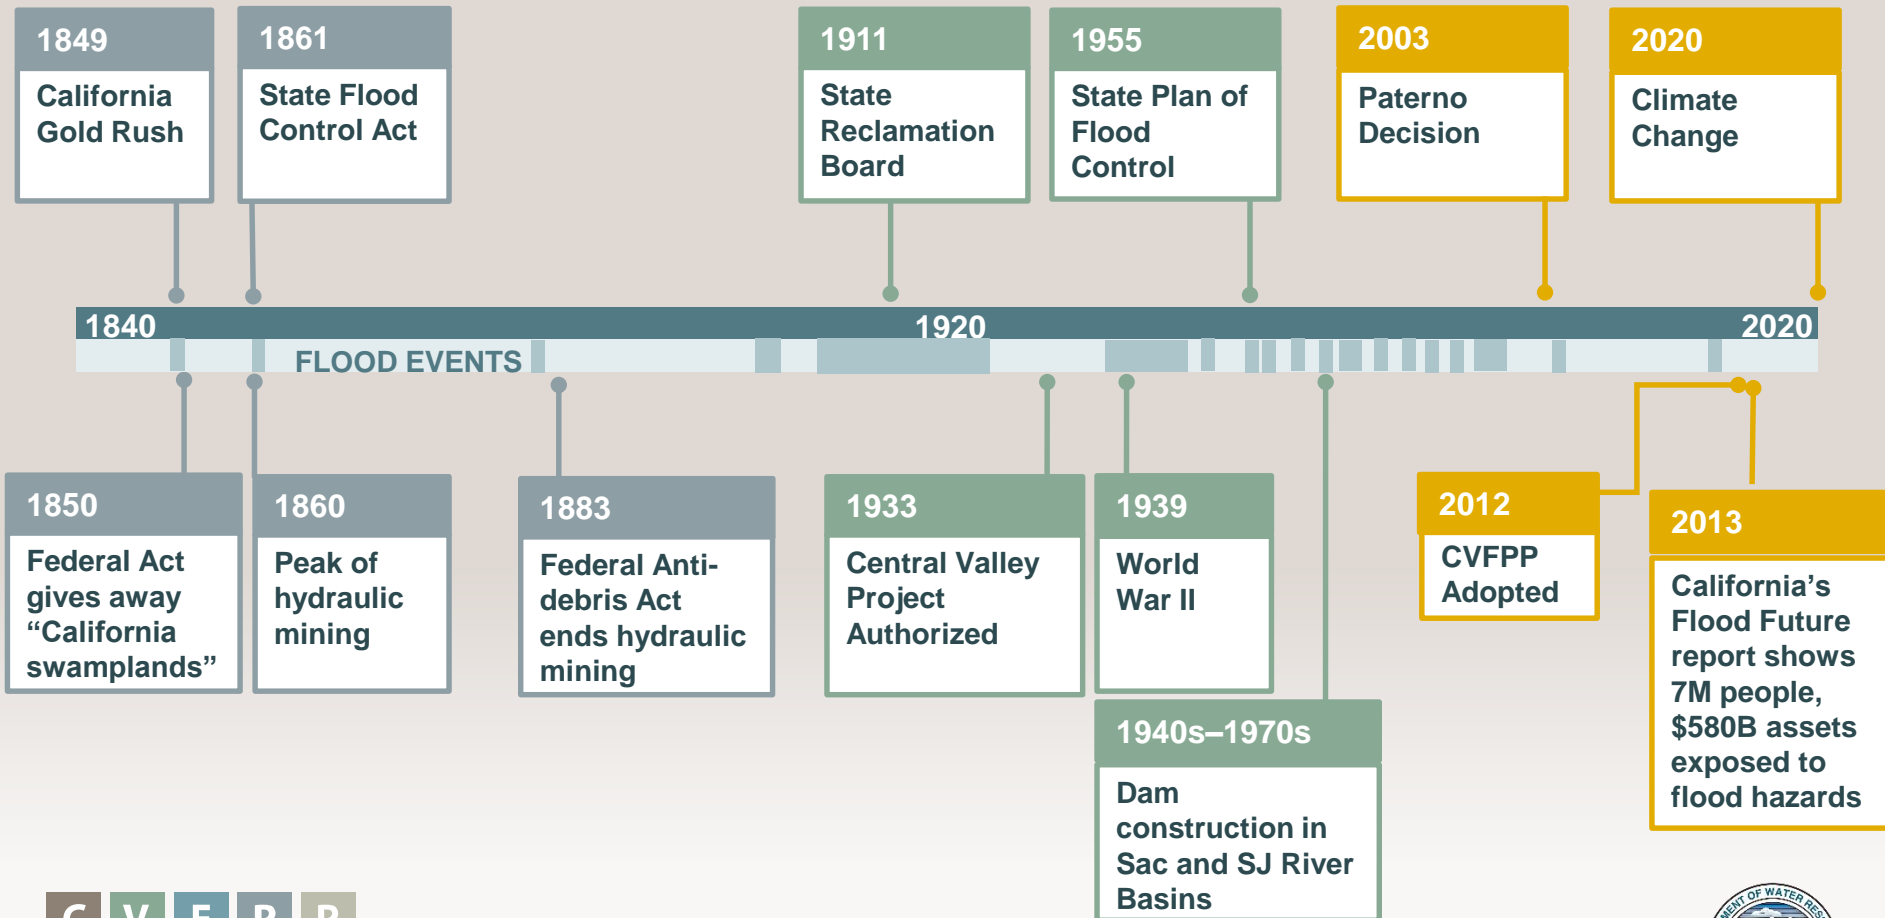 1849
California
Gold Rush
1861
State Flood
Control Act
1911
State
Reclamation
Board
1955
State Plan of
Flood
Control
2003
Paterno
Decision
2020
Climate
Change
1840
1920
2020
FLOOD EVENTS
1850
Federal Act
gives away
“California
swamplands”
1860
Peak of
hydraulic
mining
1883
Federal Anti-
debris Act
ends hydraulic
mining
1933
Central Valley
Project
Authorized
1939
World
War II
1940s–1970s
Dam
construction in
Sac and SJ River
Basins
2012
CVFPP
Adopted
2013
California’s
Flood Future
report shows
7M people,
$580B assets
exposed to
flood hazards
C V F P P
OF WATER